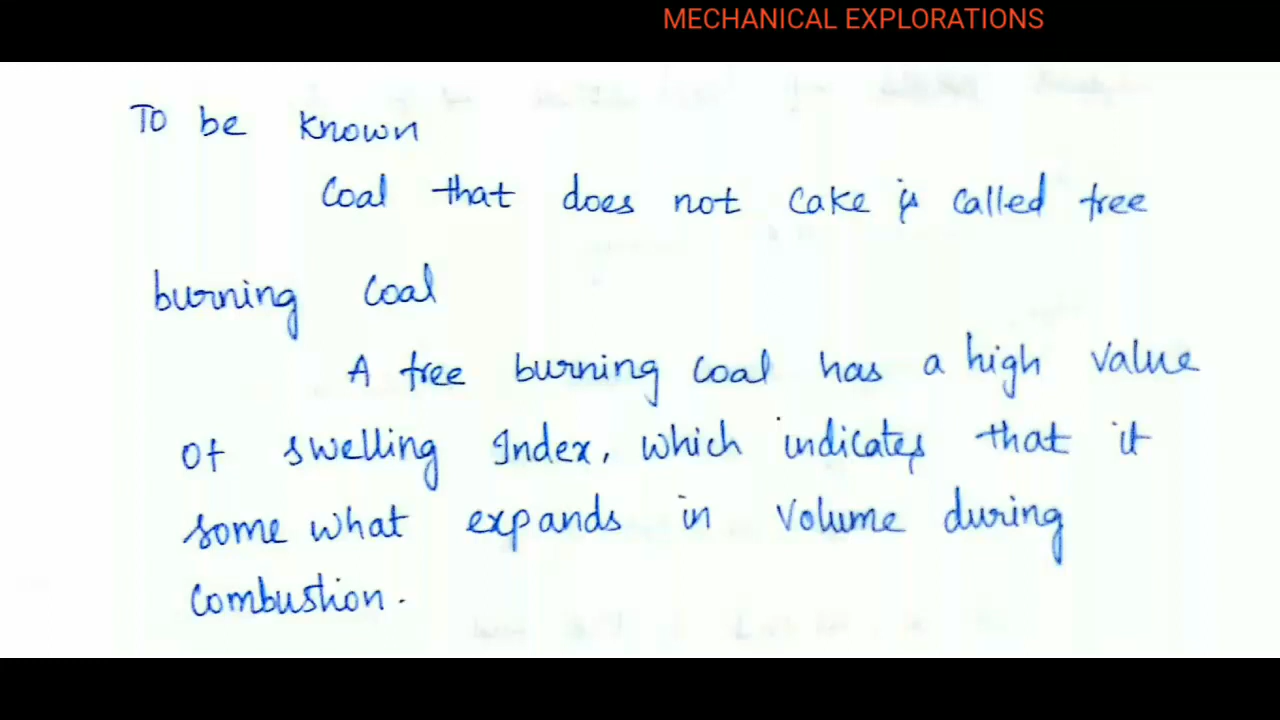 MECHANICAL EXPLORATIONS
To be known
Coal that does not cake is called free
burning coal
A free burning coal has a high value
of swelling Index, which indicates that it
some what expands in volume during
combustion.